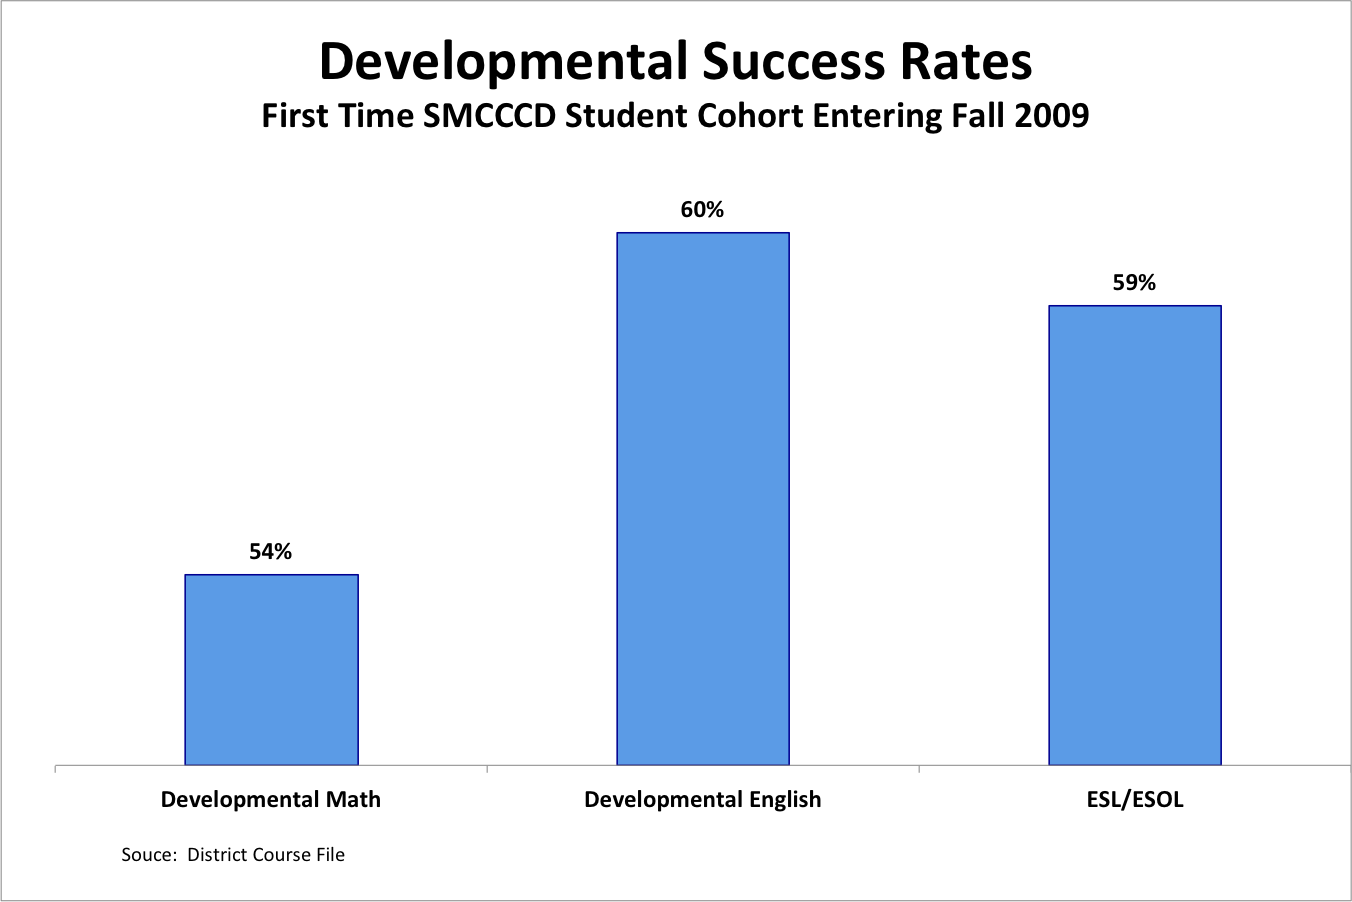 Developmental Success Rates
First Time SMCCCD Student Cohort Entering Fall 2009
60%
59%
54%
Developmental Math
Developmental English
ESL/ESOL
Souce:  District Course File